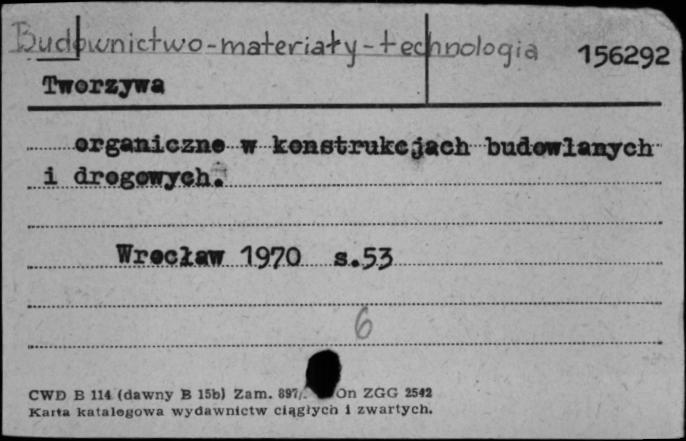 Budownictwo-materiały-technologia 156292
Tworzywa
organiczne w konstrukcjach budowlanych
i drogowych.
Wrocław 1970 s.53
6
CWD B 114 (dawny B 15b) Zam. 897/ On ZGG 2542
Karta katalogowa wydawnictw ciągłych i zwartych.